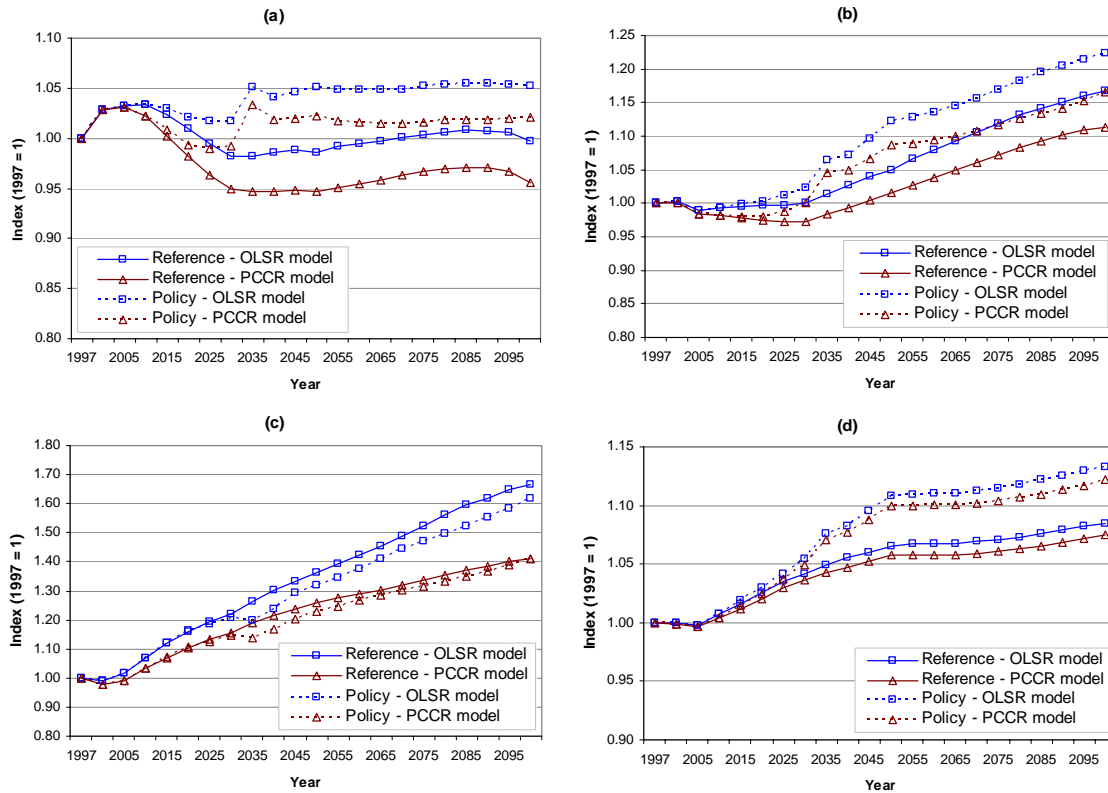 (a)
1.10
1.05
1.00
0.95
0.90
0.85
0.80
Index (1997 = 1)
Reference - OLSR model
Reference - PCCR model
Policy - OLSR model
Policy - PCCR model
1997 2005 2015 2025 2035 2045 2055 2065 2075 2085 2095
Year
(b)
1.25
1.20
1.15
1.10
1.05
1.00
0.95
0.90
0.85
0.80
Index (1997 = 1)
Reference - OLSR model
Reference - PCCR model
Policy - OLSR model
Policy - PCCR model
1997 2005 2015 2025 2035 2045 2055 2065 2075 2085 2095
Year
(c)
1.80
1.70
1.60
1.50
1.40
1.30
1.20
1.10
1.00
0.90
0.80
Index (1997 = 1)
Reference - OLSR model
Reference - PCCR model
Policy - OLSR model
Policy - PCCR model
1997 2005 2015 2025 2035 2045 2055 2065 2075 2085 2095
Year
(d)
1.15
1.10
1.05
1.00
0.95
0.90
Index (1997 = 1)
Reference - OLSR model
Reference - PCCR model
Policy - OLSR model
Policy - PCCR model
1997 2005 2015 2025 2035 2045 2055 2065 2075 2085 2095
Year